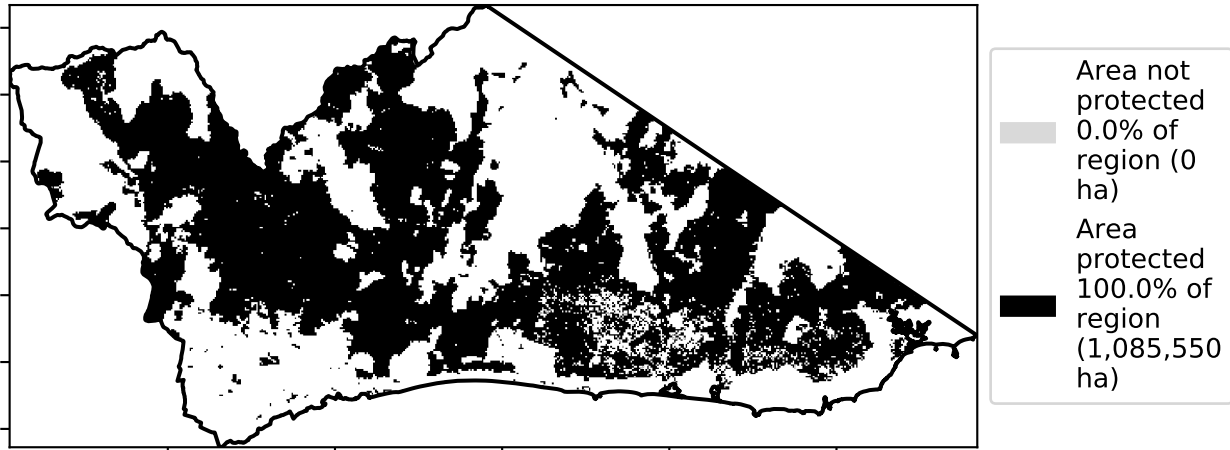 Area not
protected
0.0% of
region (0
ha)
Area
protected
100.0% of
region
(1,085,550
ha)